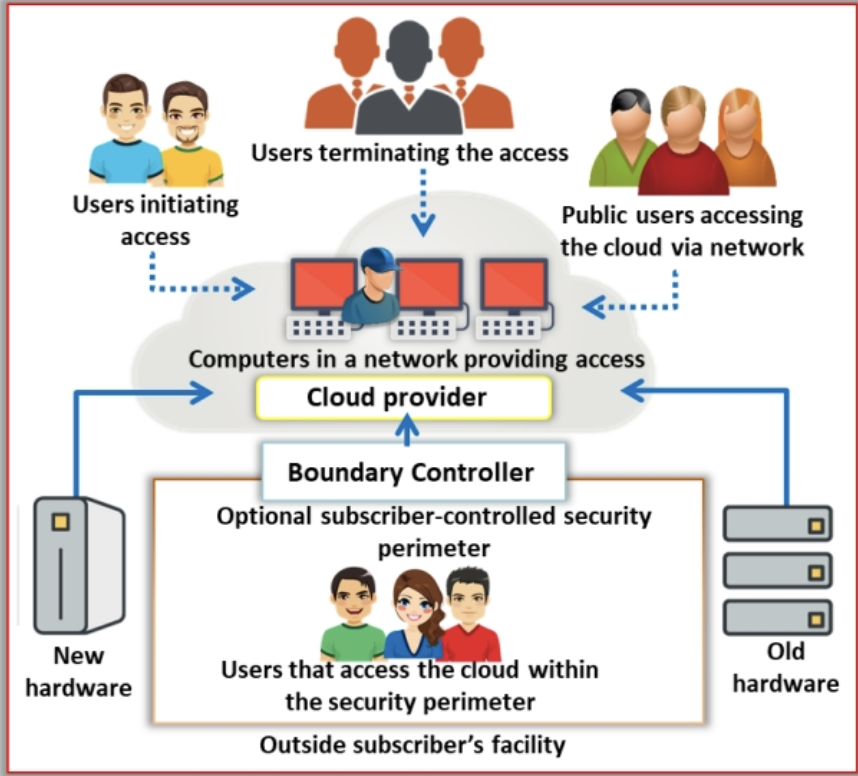 Users terminating the access
Users initiating
access
Public users accessing
the cloud via network
Computers in a network providing access
Cloud provider
Boundary Controller
Optional subscriber-controlled security
perimeter
New
hardware
Users that access the cloud within
the security perimeter
Old
hardware
Outside subscriber's facility